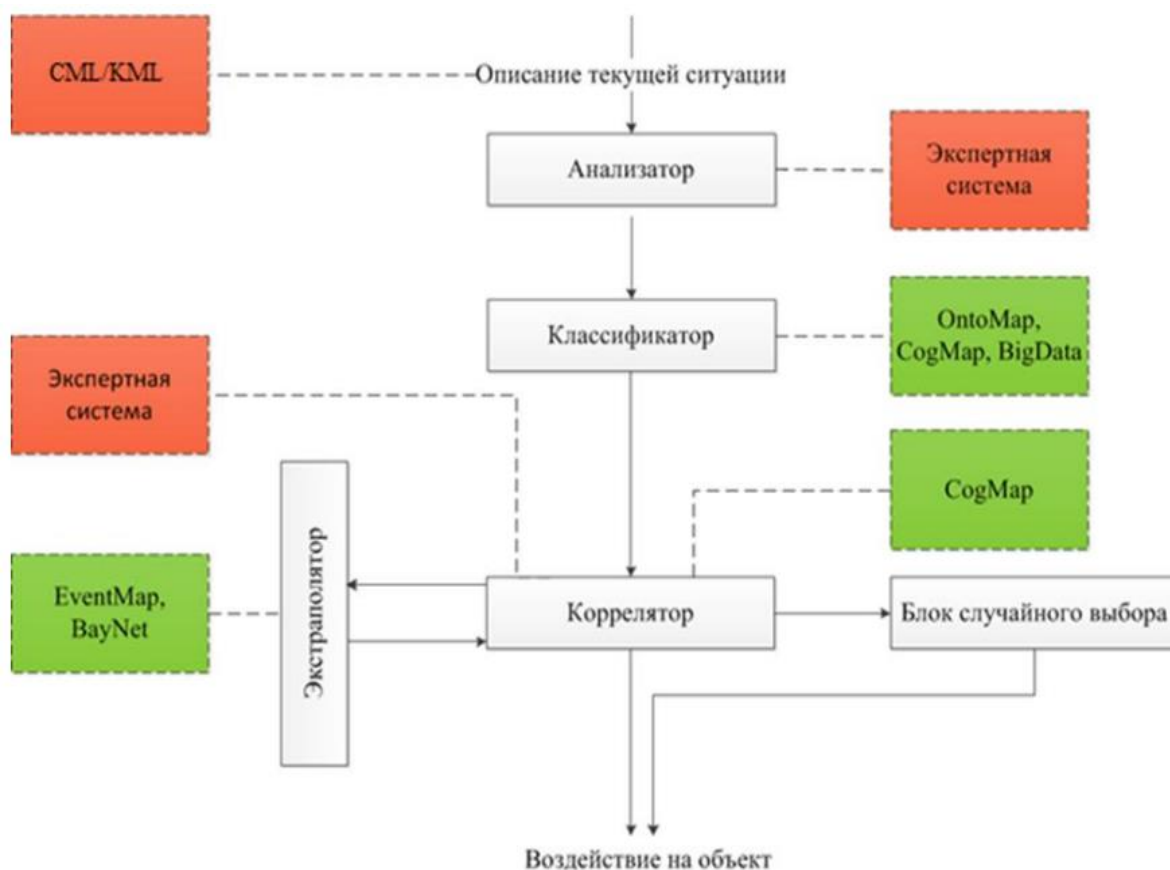 CML/KML
Описание текущей ситуации
Анализатор
Экспертная
система
Классификатор
OntoMap,
CogMap, BigData
Экспертная
система
CogMap
Экстраполятор
EventMap,
BayNet
Коррелятор
Блок случайного выбора
Воздействие на объект